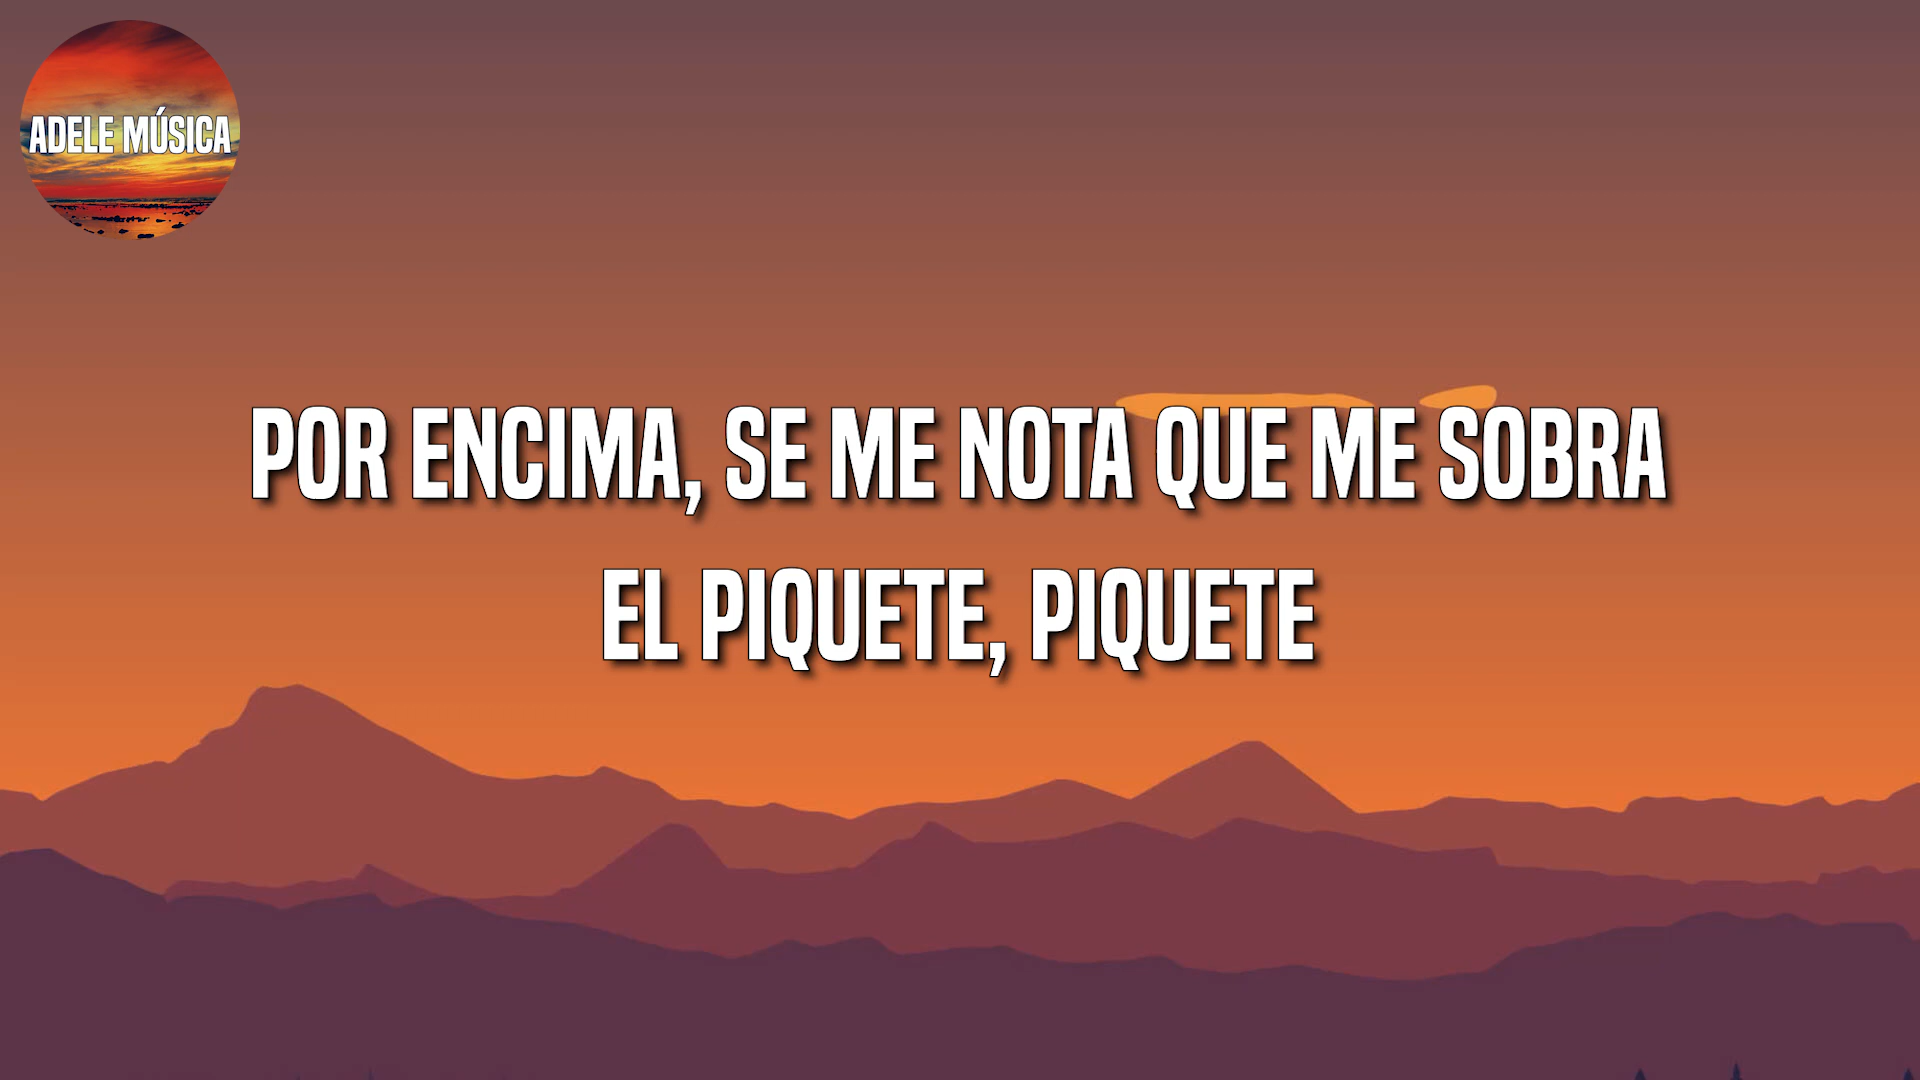 ADELE MÚSICA
POR ENCIMA, SE ME NOTA QUE ME SOBRA
EL PIQUETE, PIQUETE